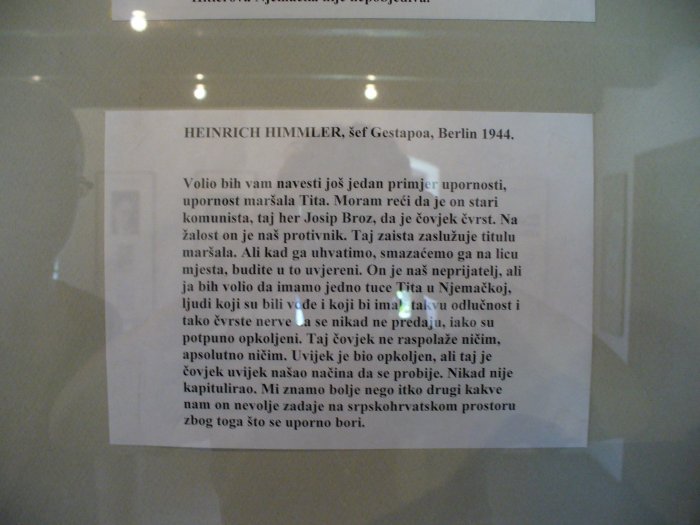 Hitlerova Njemačka nije nepobjediva.
HEINRICH HIMMLER, šef Gestapoa, Berlin 1944.
Volio bih vam navesti još jedan primjer upornosti,
upornost maršala Tita. Moram reći da je on stari
komunista, taj her Josip Broz, da je čovjek čvrst. Na
žalost on je naš protivnik. Taj zaista zaslužuje titulu
maršala. Ali kad ga uhvatimo, smazaćemo ga na licu
mjesta, budite u to uvjereni. On je naš neprijatelj, ali
ja bih volio da imamo jedno tuce Tita u Njemačkoj,
ljudi koji su bili vođe i koji bi imali takvu odlučnost i
tako čvrste nerve da se nikad ne predaju, iako su
potpuno opkoljeni. Taj čovjek ne raspolaže ničim,
apsolutno ničim. Uvijek je bio opkoljen, ali taj je
čovjek uvijek našao načina da se probije. Nikad nije
kapitulirao. Mi znamo bolje nego itko drugi kakve
nam on nevolje zadaje na srpskohrvatskom prostoru
zbog toga što se uporno bori.